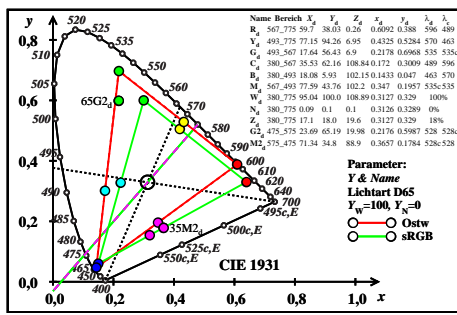 y
0,8
0,6
0,4
0,2
0,0
0,0
0,2
0,4
0,6
0,8
1,0
x
520
515
525
510
535
505
550
500
560
570
580
495
590
600
610
620
640
700
490
485
480
475
465
450
400
495c,E
500c,E
525c,E
550c,E
65G2d
35M2d
CIE 1931
Name Bereich Xd Yd Zd xd yd λd λc
Rd 567_775 59.7 38.03 0.26 0.6092 0.388 596 489
Yd 493_775 77.15 94.26 6.95 0.4325 0.5284 570 463
Gd 493_567 17.64 56.43 6.9 0.2178 0.6968 535 535c
Cd 380_567 35.53 62.16 108.84 0.172 0.3009 489 596
Bd 380_493 18.08 5.93 102.15 0.1433 0.047 463 570
Md 567_493 77.59 43.76 102.2 0.347 0.1957 535c 535
Wd 380_775 95.04 100.0 108.89 0.3127 0.329 100%
Nd 380_775 0.09 0.1 0.1 0.3126 0.3289 0%
Zd 380_775 17.1 18.0 19.6 0.3127 0.329 18%
G2d 475_575 23.69 65.19 19.98 0.2176 0.5987 528 528c
M2d 575_475 71.34 34.8 88.9 0.3657 0.1784 528c 528
Parameter:
Y & Name
Lichtart D65
YW=100, YN=0
Ostw
sRGB